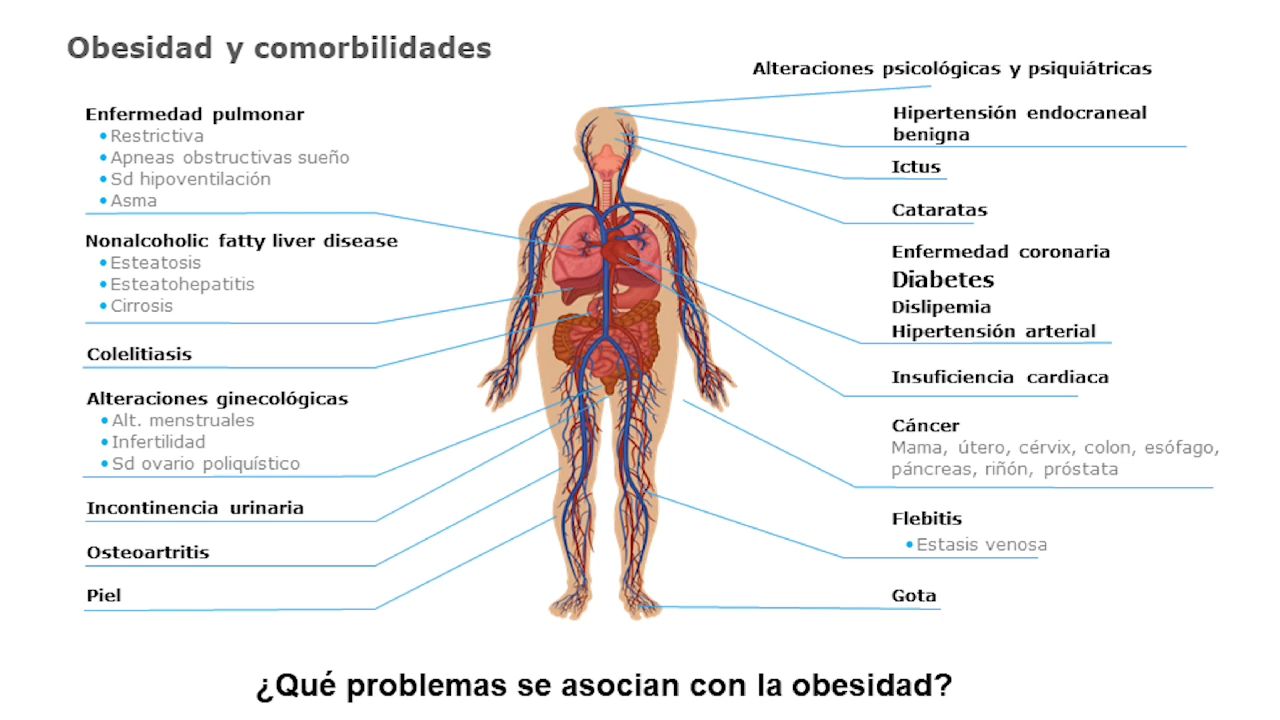 Obesidad y comorbilidades
Enfermedad pulmonar
• Restrictiva
• Apneas obstructivas sueño
• Sd hipoventilación
• Asma
Nonalcoholic fatty liver disease
• Esteatosis
• Esteatohepatitis
• Cirrosis
Colelitiasis
Alteraciones ginecológicas
• Alt. menstruales
• Infertilidad
• Sd ovario poliquístico
Incontinencia urinaria
Osteoartritis
Piel
Alteraciones psicológicas y psiquiátricas
Hipertensión endocraneal
benigna
Ictus
Cataratas
Enfermedad coronaria
Diabetes
Dislipemia
Hipertensión arterial
Insuficiencia cardiaca
Cáncer
Mama, útero, cérvix, colon, esófago,
páncreas, riñón, próstata
Flebitis
• Estasis venosa
Gota
¿Qué problemas se asocian con la obesidad?